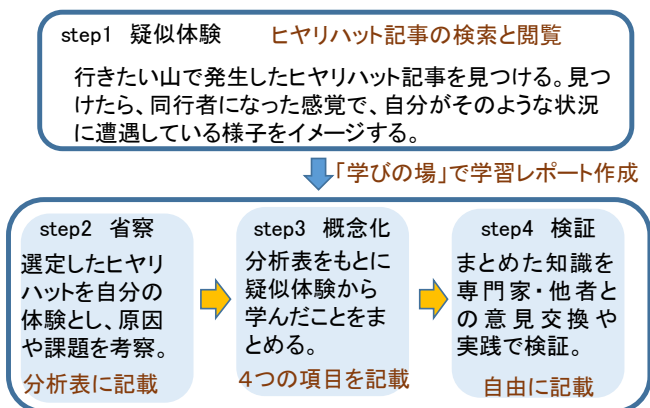 step1 疑似体験 ヒヤリハット記事の検索と閲覧
行きたい山で発生したヒヤリハット記事を見つける。見つ
けたら、同行者になった感覚で、自分がそのような状況
に遭遇している様子をイメージする。
「学びの場」で学習レポート作成
step2 省察
選定したヒヤリ
ハットを自分の
体験とし、原因
や課題を考察。
分析表に記載
step3 概念化
分析表をもとに
疑似体験から
学んだことをま
とめる。
４つの項目を記載
step4 検証
まとめた知識を
専門家・他者と
の意見交換や
実践で検証。
自由に記載